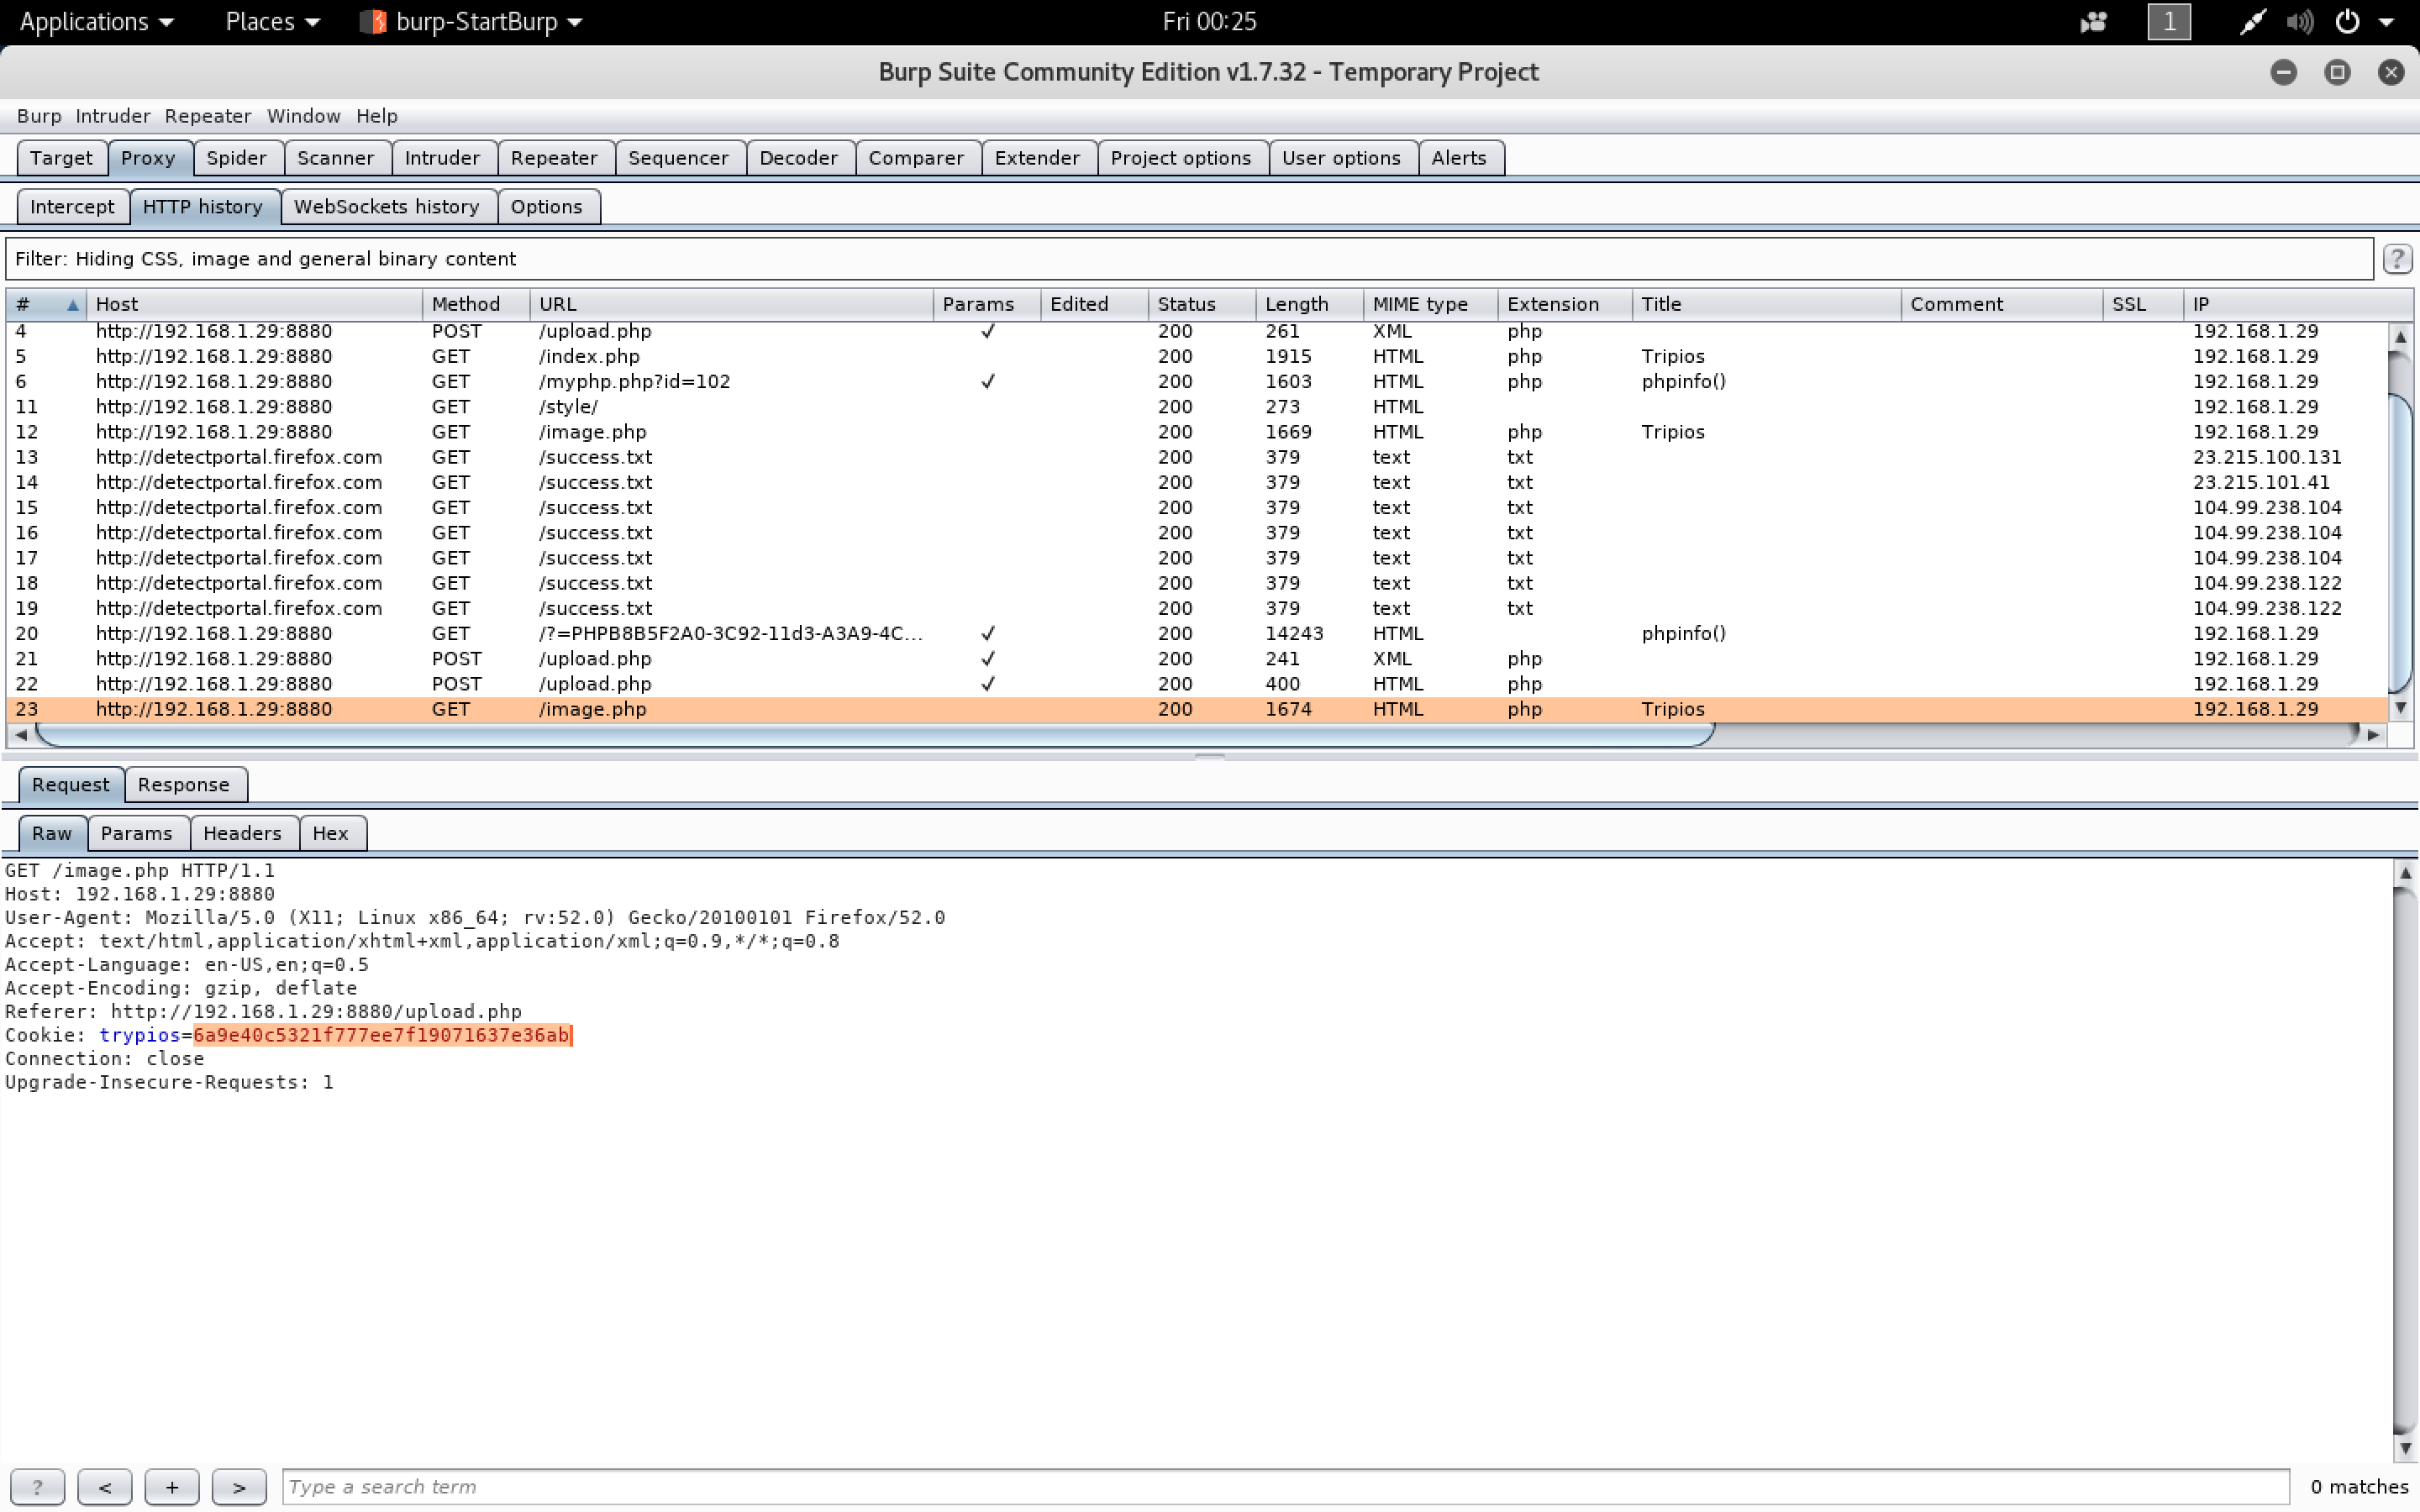 Applications Places burp-StartBurp Fri 00:25 1
Burp Suite Community Edition v1.7.32 - Temporary Project
Burp Intruder Repeater Window Help
Target Proxy Spider Scanner Intruder Repeater Sequencer Decoder Comparer Extender Project options User options Alerts
Intercept HTTP history WebSockets history Options
Filter: Hiding CSS, image and general binary content ?
# Host Method URL Params Edited Status Length MIME type Extension Title Comment SSL IP
4 http://192.168.1.29:8880 POST /upload.php ✓ 200 261 XML php 192.168.1.29
5 http://192.168.1.29:8880 GET /index.php 200 1915 HTML php Tripios 192.168.1.29
6 http://192.168.1.29:8880 GET /myphp.php?id=102 ✓ 200 1603 HTML php phpinfo() 192.168.1.29
11 http://192.168.1.29:8880 GET /style/ 200 273 HTML 192.168.1.29
12 http://192.168.1.29:8880 GET /image.php 200 1669 HTML php Tripios 192.168.1.29
13 http://detectportal.firefox.com GET /success.txt 200 379 text txt 23.215.100.131
14 http://detectportal.firefox.com GET /success.txt 200 379 text txt 23.215.101.41
15 http://detectportal.firefox.com GET /success.txt 200 379 text txt 104.99.238.104
16 http://detectportal.firefox.com GET /success.txt 200 379 text txt 104.99.238.104
17 http://detectportal.firefox.com GET /success.txt 200 379 text txt 104.99.238.104
18 http://detectportal.firefox.com GET /success.txt 200 379 text txt 104.99.238.122
19 http://detectportal.firefox.com GET /success.txt 200 379 text txt 104.99.238.122
20 http://192.168.1.29:8880 GET /?=PHPB8B5F2A0-3C92-11d3-A3A9-4C... ✓ 200 14243 HTML phpinfo() 192.168.1.29
21 http://192.168.1.29:8880 POST /upload.php ✓ 200 241 XML php 192.168.1.29
22 http://192.168.1.29:8880 POST /upload.php ✓ 200 400 HTML php 192.168.1.29
23 http://192.168.1.29:8880 GET /image.php 200 1674 HTML php Tripios 192.168.1.29
Request Response
Raw Params Headers Hex
GET /image.php HTTP/1.1
Host: 192.168.1.29:8880
User-Agent: Mozilla/5.0 (X11; Linux x86_64; rv:52.0) Gecko/20100101 Firefox/52.0
Accept: text/html,application/xhtml+xml,application/xml;q=0.9,*/*;q=0.8
Accept-Language: en-US,en;q=0.5
Accept-Encoding: gzip, deflate
Referer: http://192.168.1.29:8880/upload.php
Cookie: trypios=6a9e40c5321f777ee7f19071637e36ab
Connection: close
Upgrade-Insecure-Requests: 1
? < + > Type a search term 0 matches